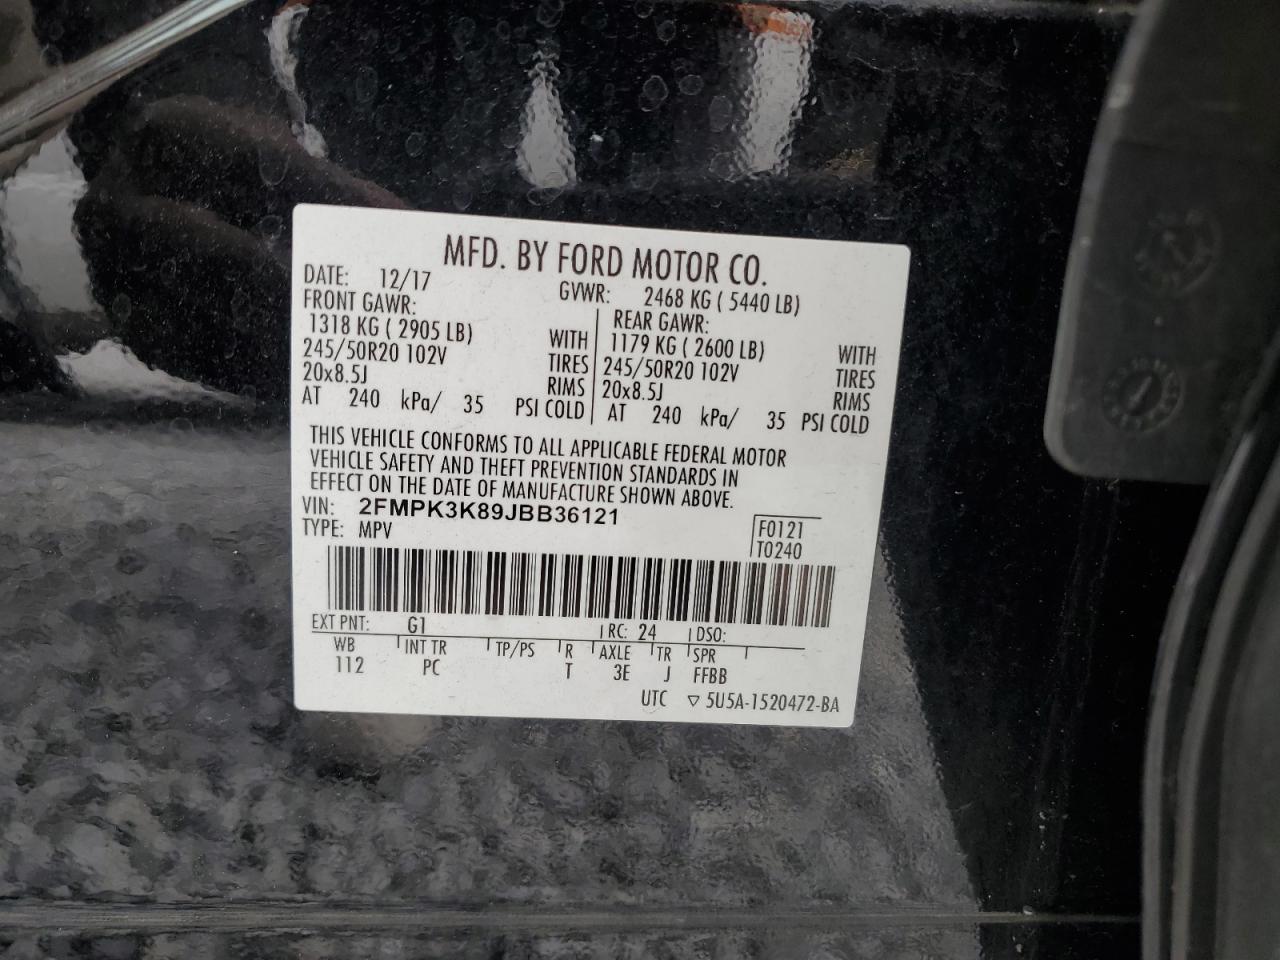 MFD. BY FORD MOTOR CO.
DATE: 12/17 GVWR: 2468 KG ( 5440 LB)
FRONT GAWR: REAR GAWR:
1318 KG ( 2905 LB) WITH 1179 KG ( 2600 LB) WITH
245/50R20 102V TIRES 245/50R20 102V TIRES
20x8.5J RIMS 20x8.5J RIMS
AT 240 kPa/ 35 PSI COLD AT 240 kPa/ 35 PSI COLD
THIS VEHICLE CONFORMS TO ALL APPLICABLE FEDERAL MOTOR
VEHICLE SAFETY AND THEFT PREVENTION STANDARDS IN
EFFECT ON THE DATE OF MANUFACTURE SHOWN ABOVE.
VIN: 2FMPK3K89JBB36121
TYPE: MPV
F0121
T0240
EXT PNT: G1 RC: 24 DSO:
WB INT TR TP/PS R AXLE TR SPR
112 PC T 3E J FFBB
UTC ▽ 5U5A-1520472-BA